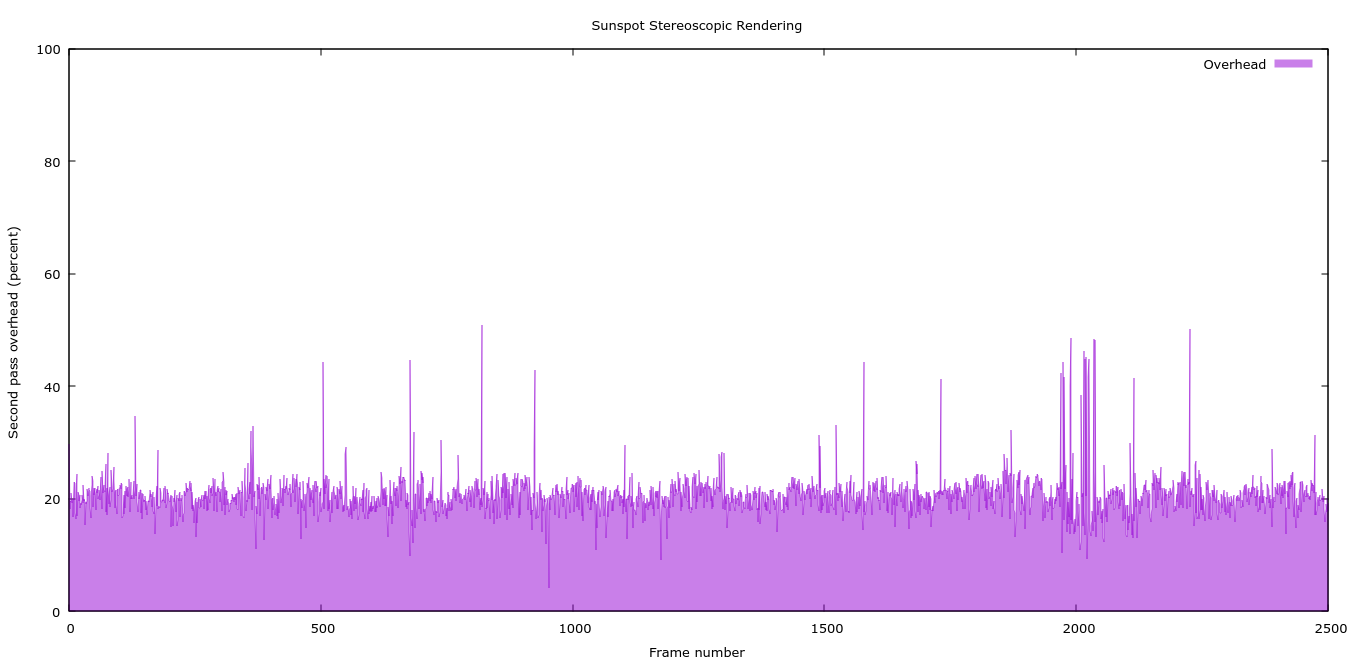 Sunspot Stereoscopic Rendering
Overhead
Second pass overhead (percent)
100
80
60
40
20
0
0 500 1000 1500 2000 2500
Frame number